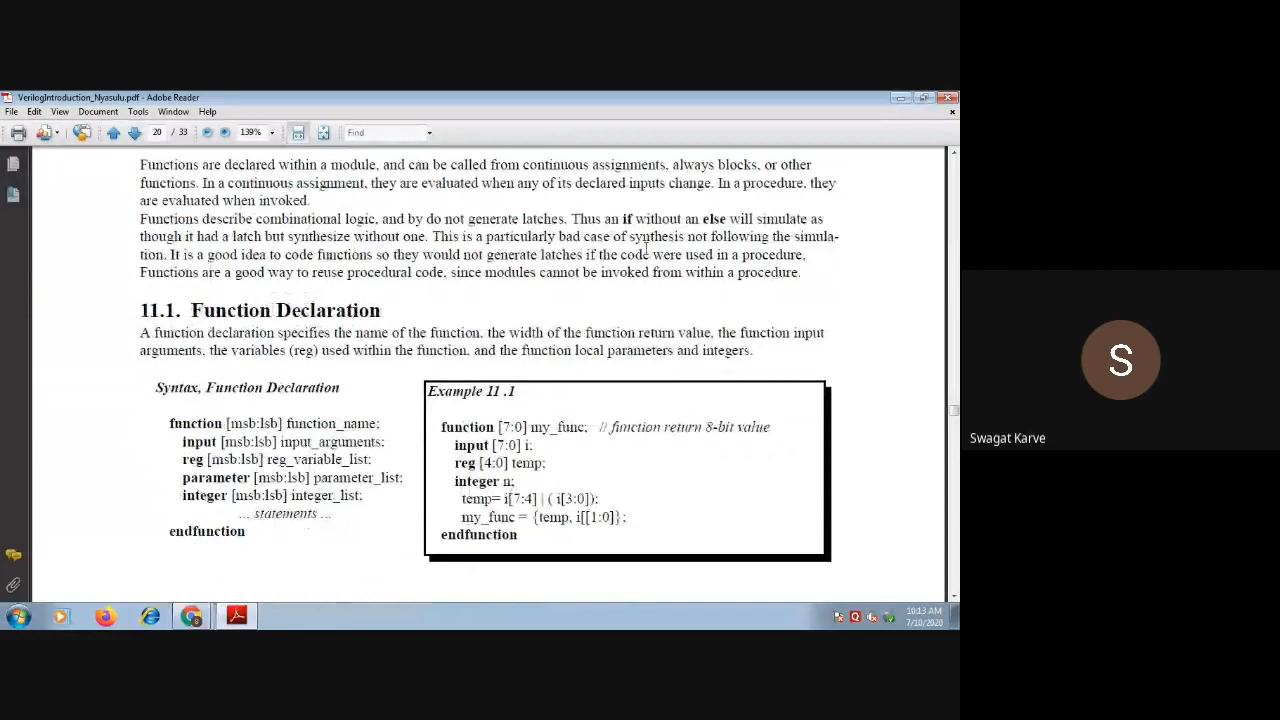 VerilogIntroduction_Nyasulu.pdf - Adobe Reader
File Edit View Document Tools Window Help
20 / 33 139% Find
Functions are declared within a module, and can be called from continuous assignments, always blocks, or other
functions. In a continuous assignment, they are evaluated when any of its declared inputs change. In a procedure, they
are evaluated when invoked.
Functions describe combinational logic, and by do not generate latches. Thus an if without an else will simulate as
though it had a latch but synthesize without one. This is a particularly bad case of synthesis not following the simula-
tion. It is a good idea to code functions so they would not generate latches if the code were used in a procedure,
Functions are a good way to reuse procedural code, since modules cannot be invoked from within a procedure.
11.1. Function Declaration
A function declaration specifies the name of the function, the width of the function return value, the function input
arguments, the variables (reg) used within the function, and the function local parameters and integers.
Syntax, Function Declaration
function [msb:lsb] function_name;
input [msb:lsb] input_arguments;
reg [msb:lsb] reg_variable_list;
parameter [msb:lsb] parameter_list;
integer [msb:lsb] integer_list;
... statements ...
endfunction
Example 11 .1
function [7:0] my_func; // function return 8-bit value
input [7:0] i;
reg [4:0] temp;
integer n;
temp= i[7:4] | ( i[3:0]);
my_func = {temp, i[[1:0]};
endfunction
S
Swagat Karve
10:13 AM
7/10/2020